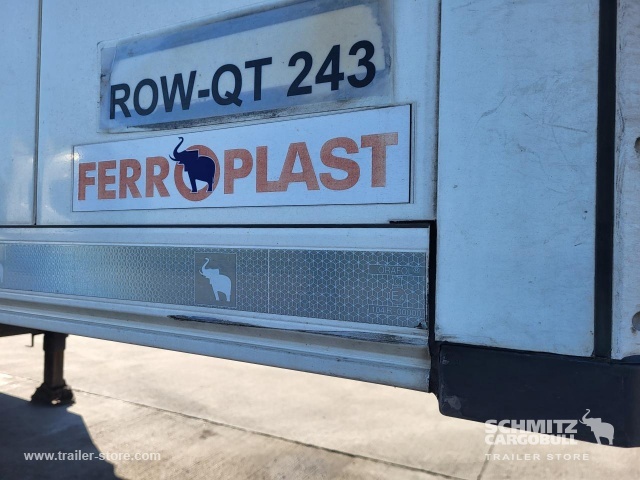 ROW-QT 243
FERROPLAST
SCHMITZ
CARGOBULL
TRAILER STORE
www.trailer-store.com